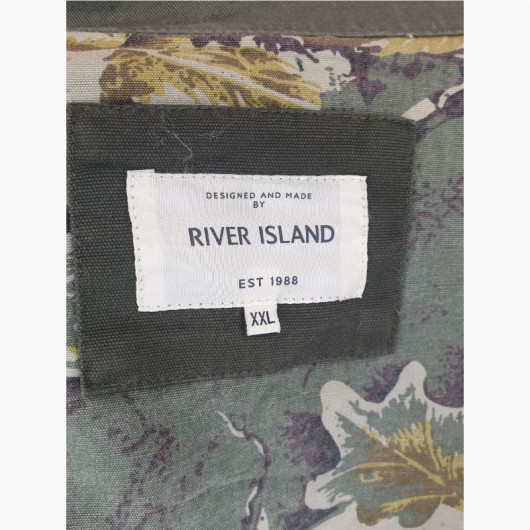 DESIGNED AND MADE
BY
RIVER ISLAND
EST 1988
XXL